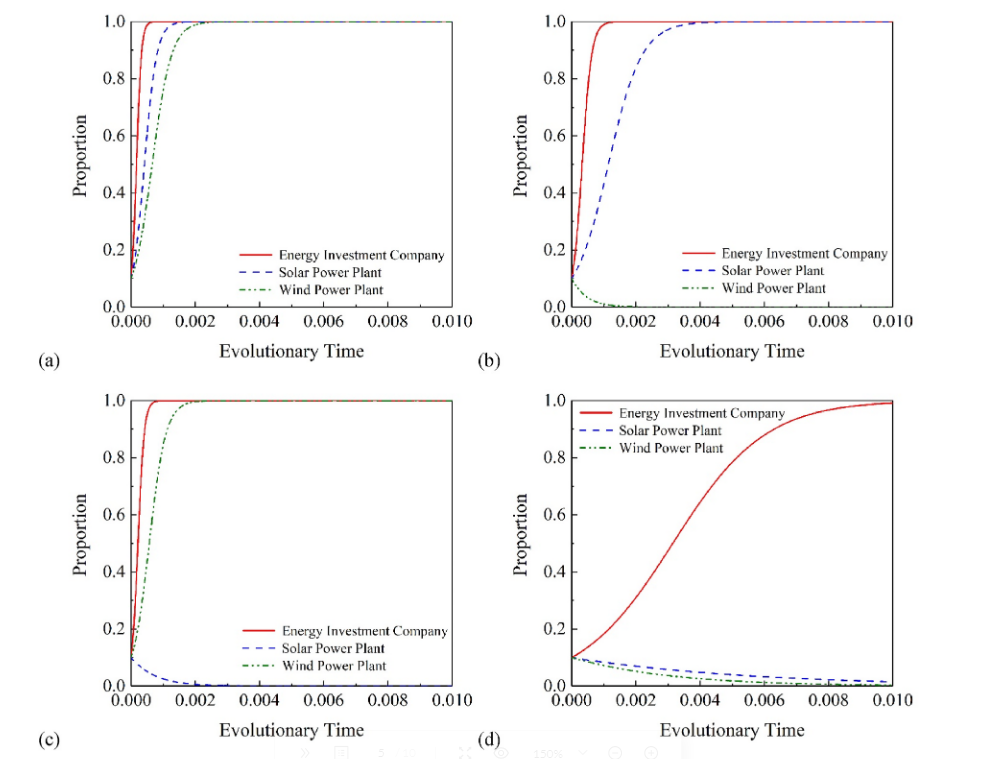 1.0
0.8
0.6
0.4
0.2
0.0
Proportion
Energy Investment Company
Solar Power Plant
Wind Power Plant
0.000 0.002 0.004 0.006 0.008 0.010
Evolutionary Time
(a)
1.0
0.8
0.6
0.4
0.2
0.0
Proportion
Energy Investment Company
Solar Power Plant
Wind Power Plant
0.000 0.002 0.004 0.006 0.008 0.010
Evolutionary Time
(b)
1.0
0.8
0.6
0.4
0.2
0.0
Proportion
Energy Investment Company
Solar Power Plant
Wind Power Plant
0.000 0.002 0.004 0.006 0.008 0.010
Evolutionary Time
(c)
1.0
0.8
0.6
0.4
0.2
0.0
Proportion
Energy Investment Company
Solar Power Plant
Wind Power Plant
0.000 0.002 0.004 0.006 0.008 0.010
Evolutionary Time
(d)
5
150%